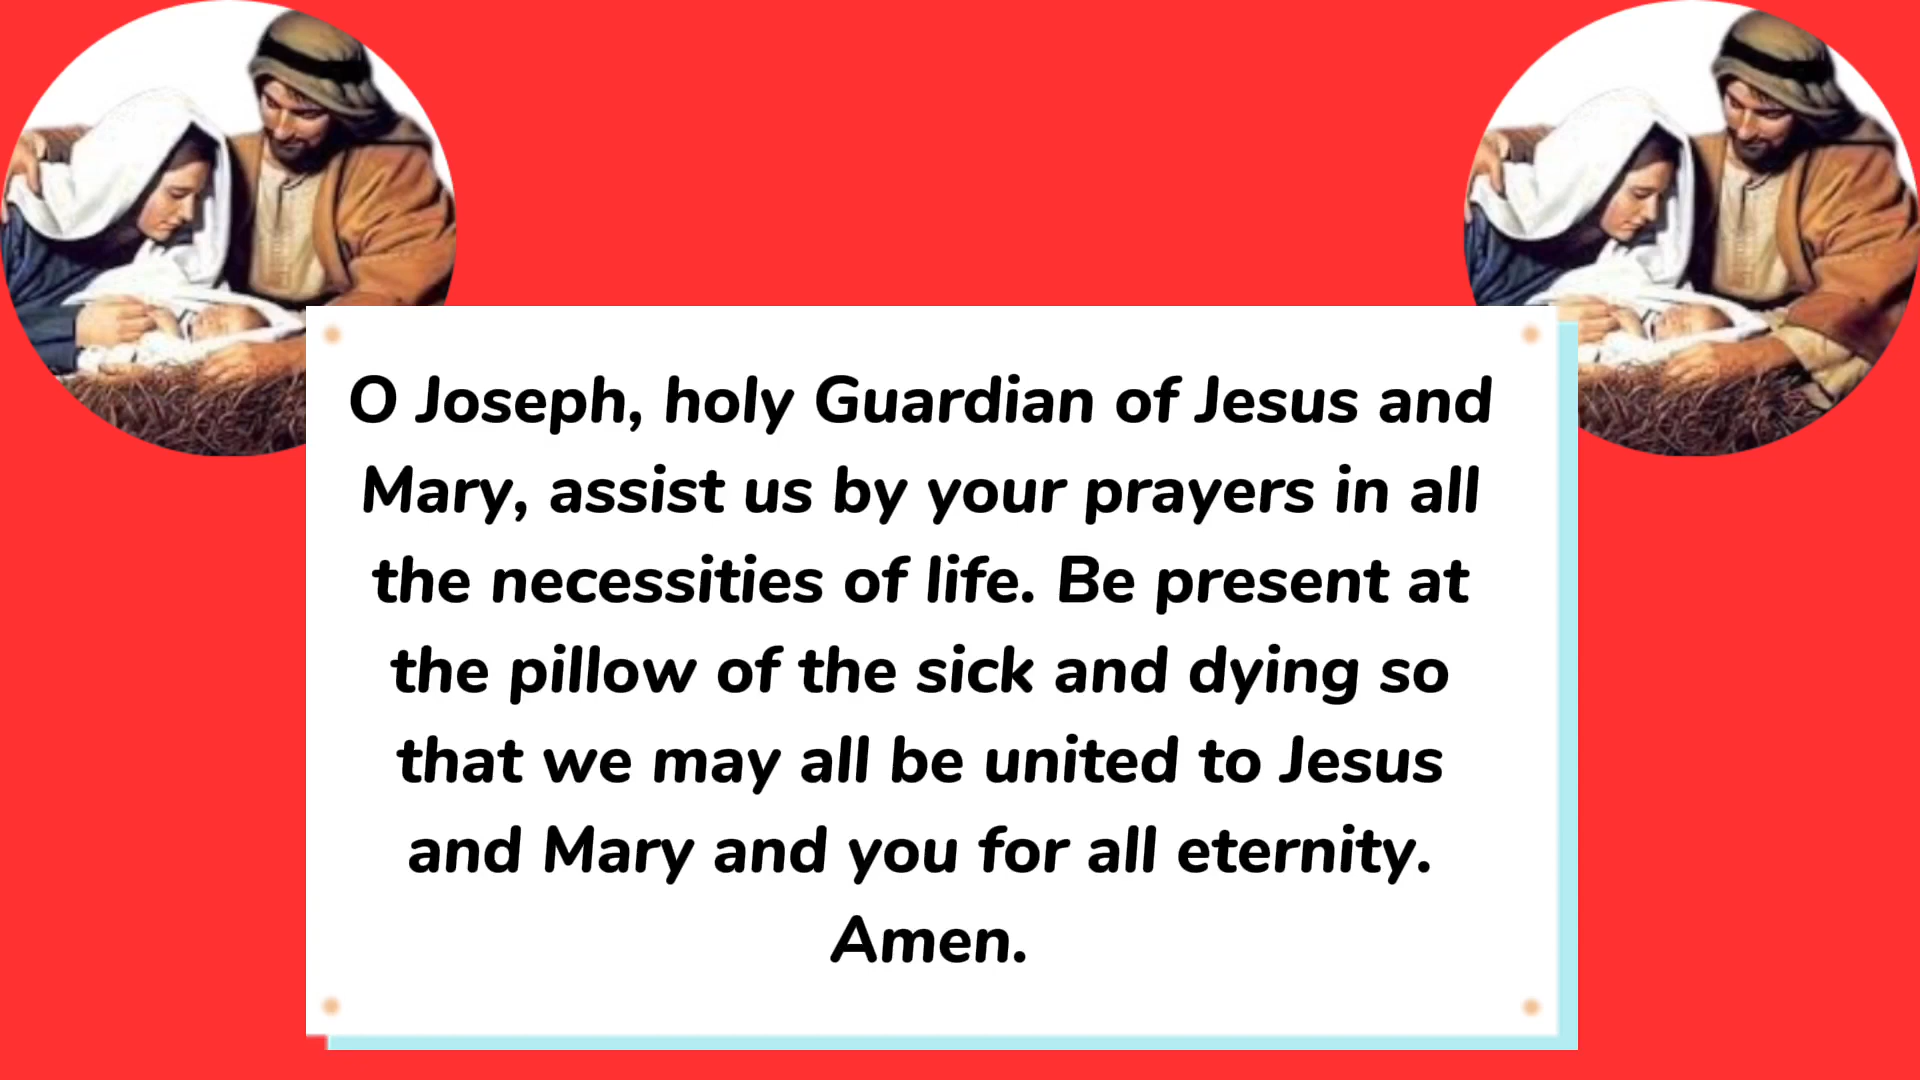 O Joseph, holy Guardian of Jesus and
Mary, assist us by your prayers in all
the necessities of life. Be present at
the pillow of the sick and dying so
that we may all be united to Jesus
and Mary and you for all eternity.
Amen.